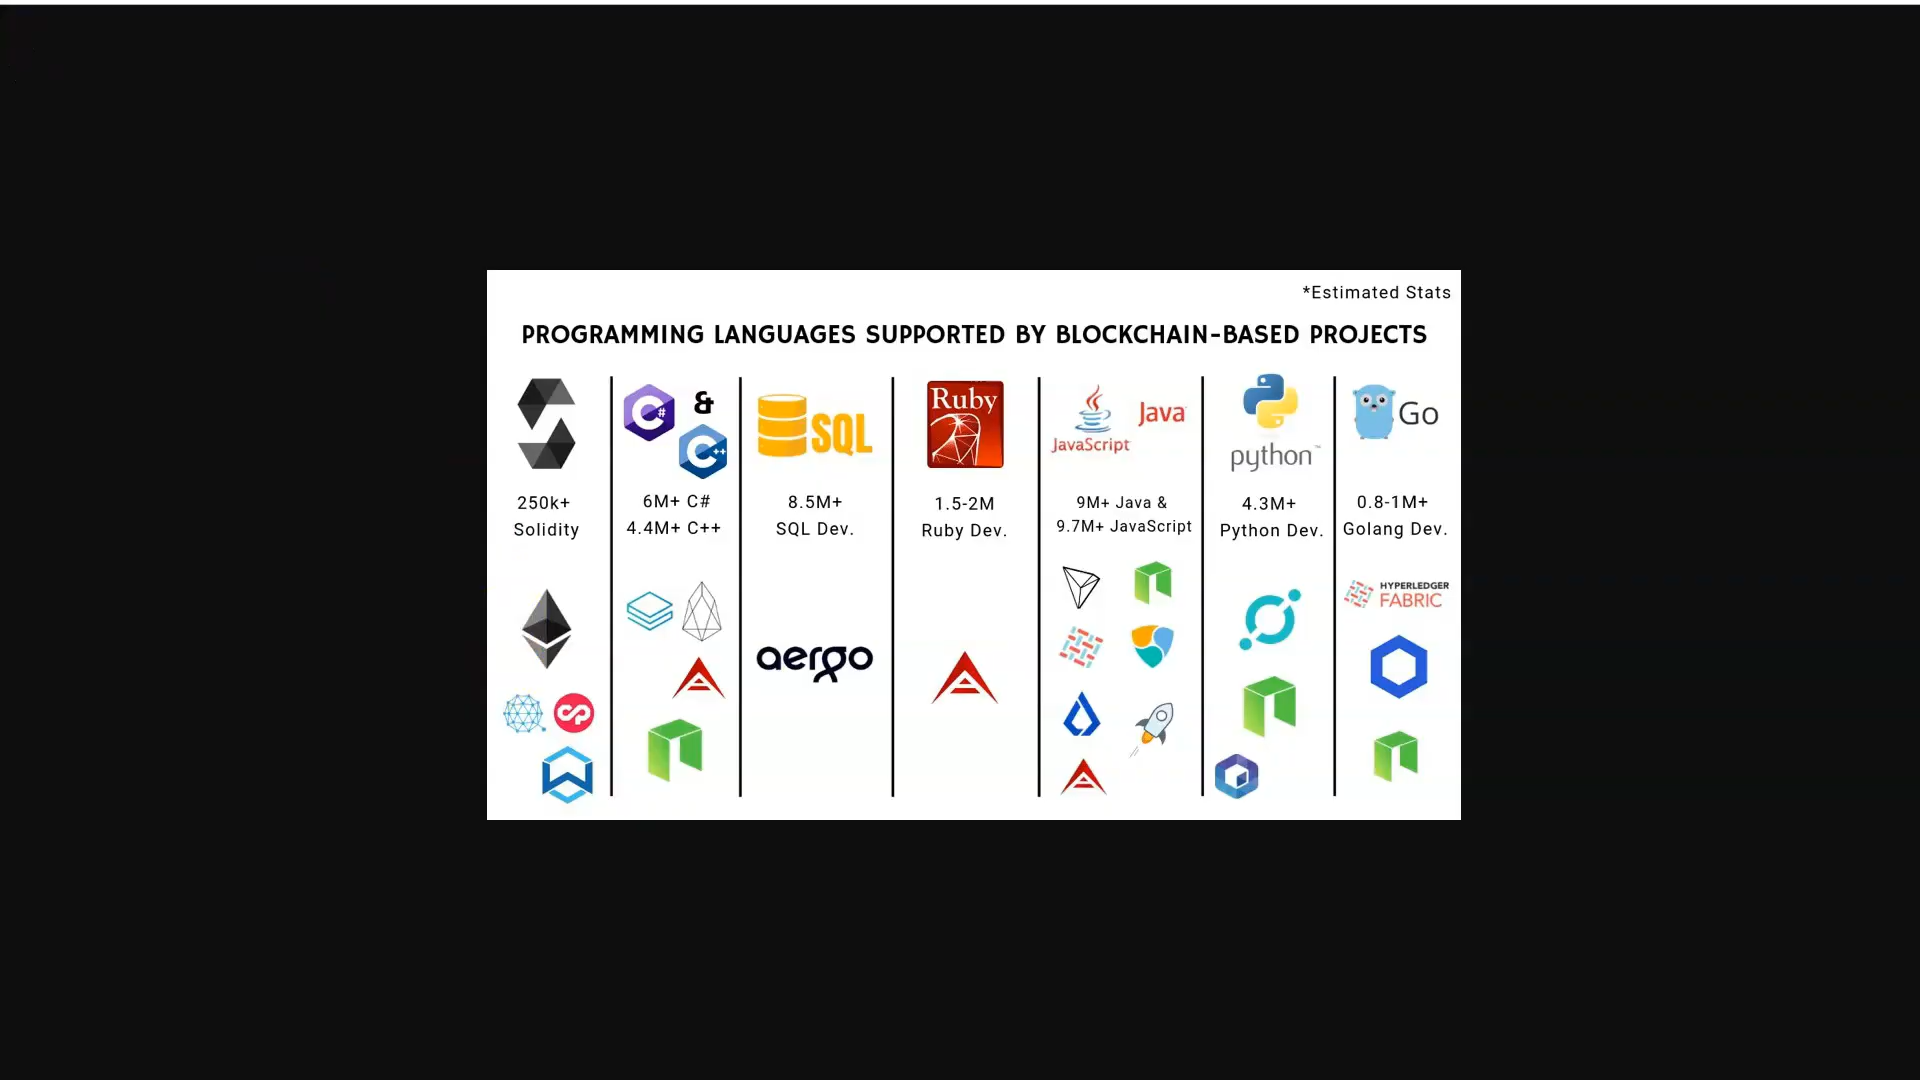 *Estimated Stats
PROGRAMMING LANGUAGES SUPPORTED BY BLOCKCHAIN-BASED PROJECTS
250k+
Solidity
C# & C++
6M+ C#
4.4M+ C++
SQL
8.5M+
SQL Dev.
aergo
Ruby
1.5-2M
Ruby Dev.
JavaScript
Java
9M+ Java &
9.7M+ JavaScript
python™
4.3M+
Python Dev.
Go
0.8-1M+
Golang Dev.
HYPERLEDGER
FABRIC